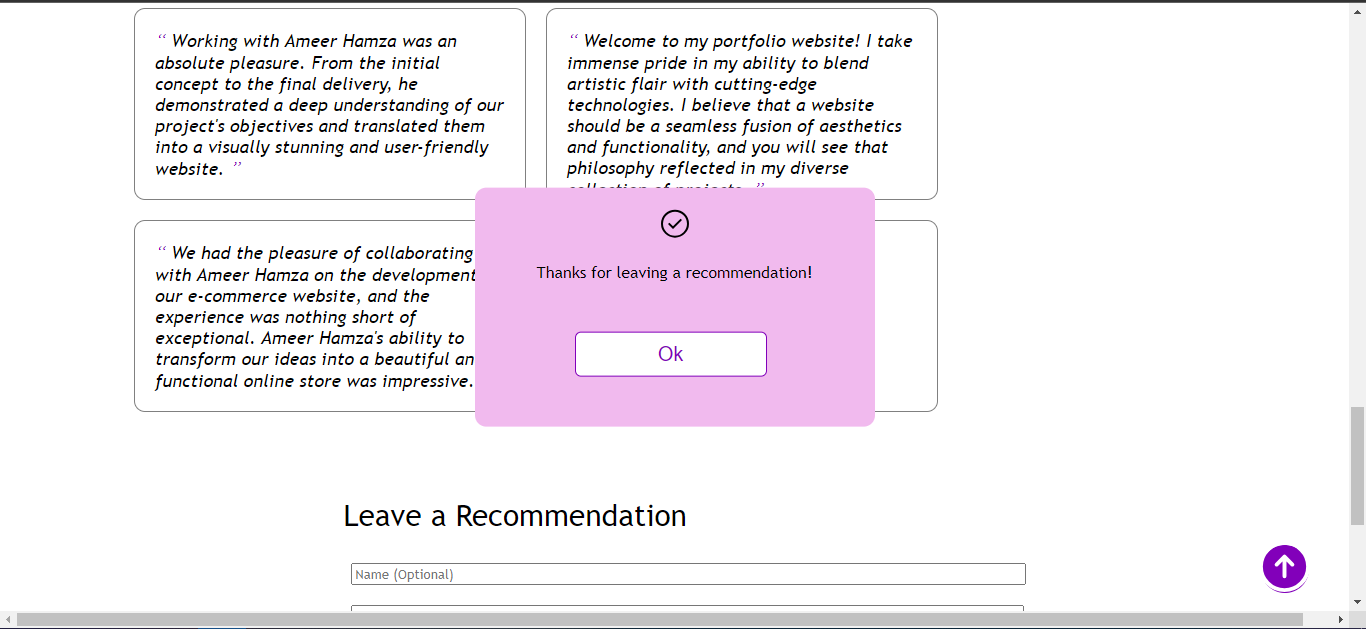 “ Working with Ameer Hamza was an
absolute pleasure. From the initial
concept to the final delivery, he
demonstrated a deep understanding of our
project's objectives and translated them
into a visually stunning and user-friendly
website. ”
“ Welcome to my portfolio website! I take
immense pride in my ability to blend
artistic flair with cutting-edge
technologies. I believe that a website
should be a seamless fusion of aesthetics
and functionality, and you will see that
philosophy reflected in my diverse
collection of projects. ”
“ We had the pleasure of collaborating
with Ameer Hamza on the development
our e-commerce website, and the
experience was nothing short of
exceptional. Ameer Hamza's ability to
transform our ideas into a beautiful an
functional online store was impressive.
Thanks for leaving a recommendation!
Ok
Leave a Recommendation
Name (Optional)